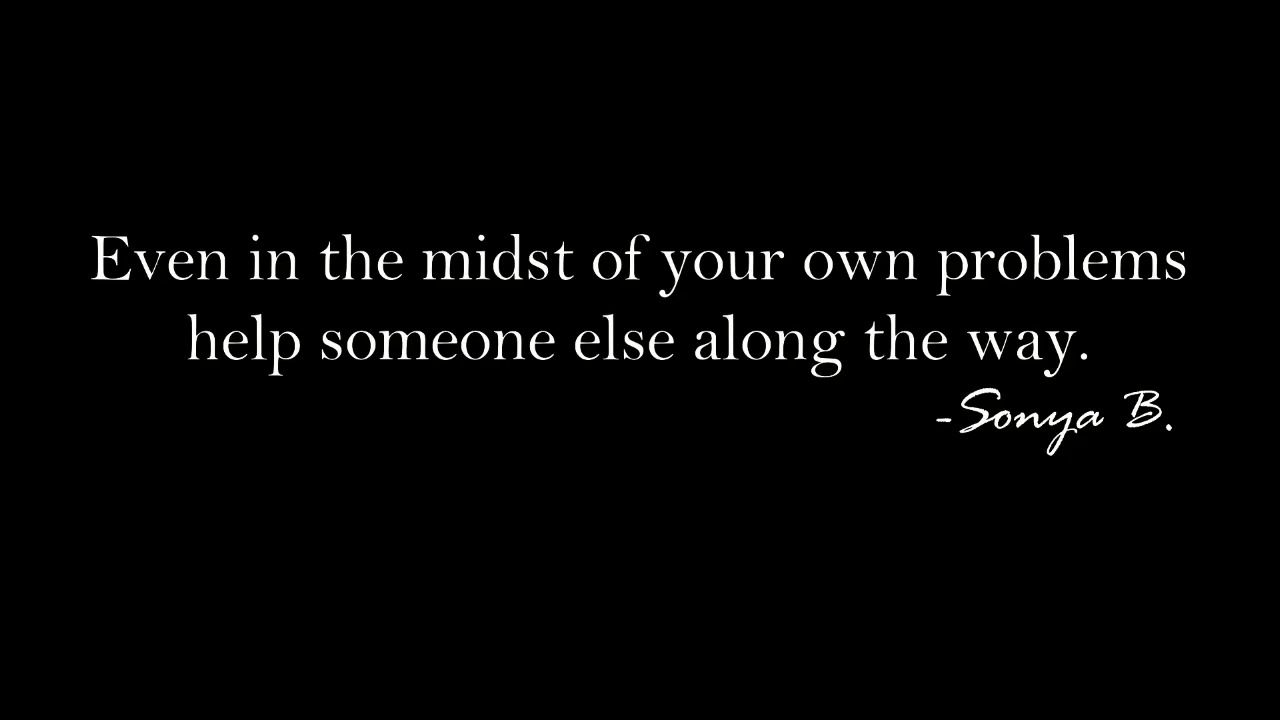 Even in the midst of your own problems
help someone else along the way.
-Sonya B.